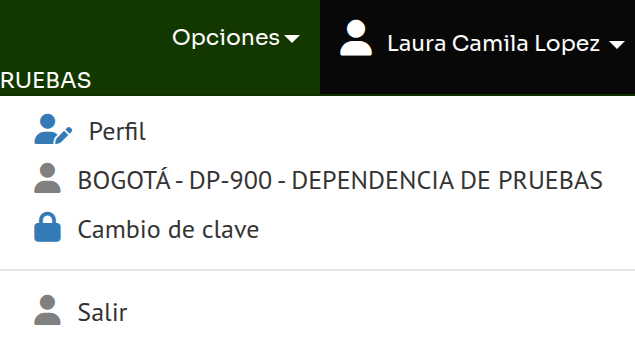 Opciones
Laura Camila Lopez
RUEBAS
Perfil
BOGOTÁ - DP-900 - DEPENDENCIA DE PRUEBAS
Cambio de clave
Salir